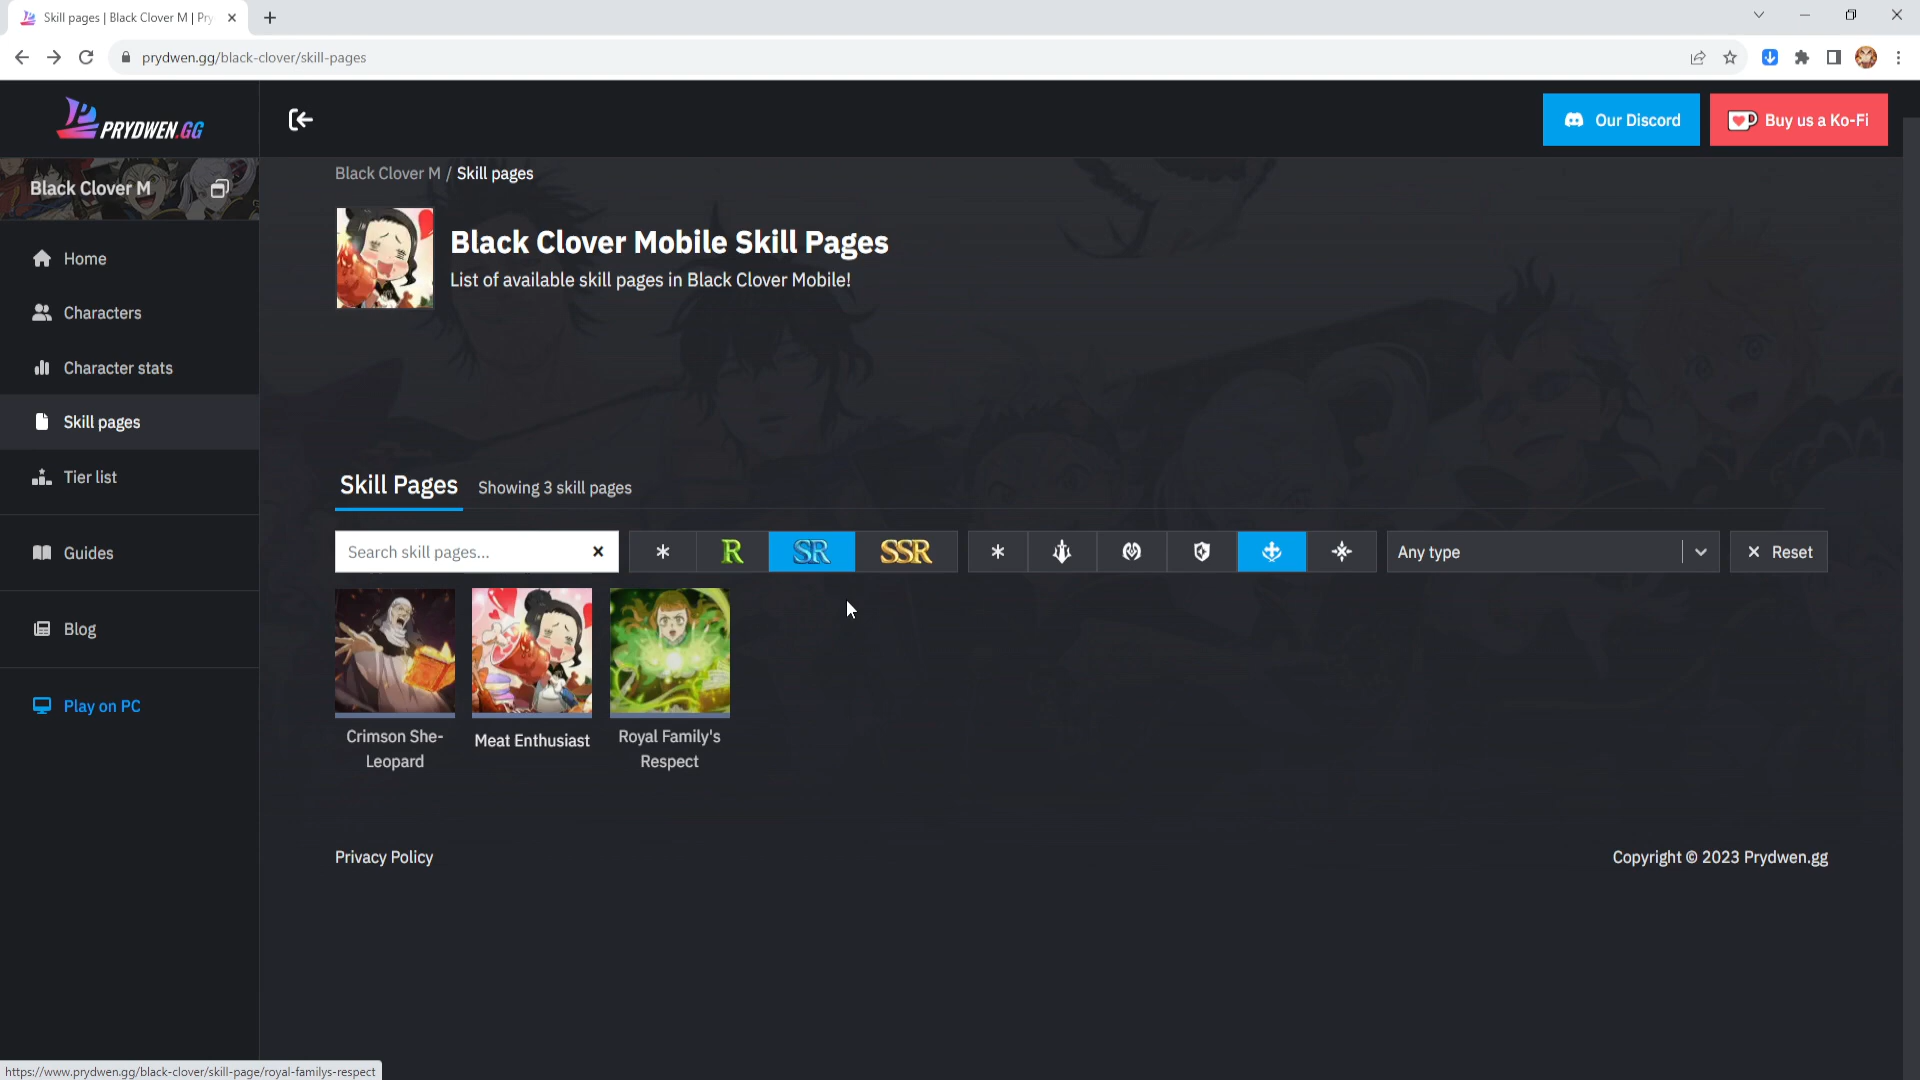 Skill pages | Black Clover M | Pry
prydwen.gg/black-clover/skill-pages
PRYDWEN.GG
Our Discord
Buy us a Ko-Fi
Black Clover M
Black Clover M / Skill pages
Black Clover Mobile Skill Pages
List of available skill pages in Black Clover Mobile!
Home
Characters
Character stats
Skill pages
Tier list
Guides
Blog
Play on PC
Skill Pages
Showing 3 skill pages
Search skill pages...
R
SR
SSR
Any type
Reset
Crimson She-
Leopard
Meat Enthusiast
Royal Family's
Respect
Privacy Policy
Copyright © 2023 Prydwen.gg
https://www.prydwen.gg/black-clover/skill-page/royal-familys-respect